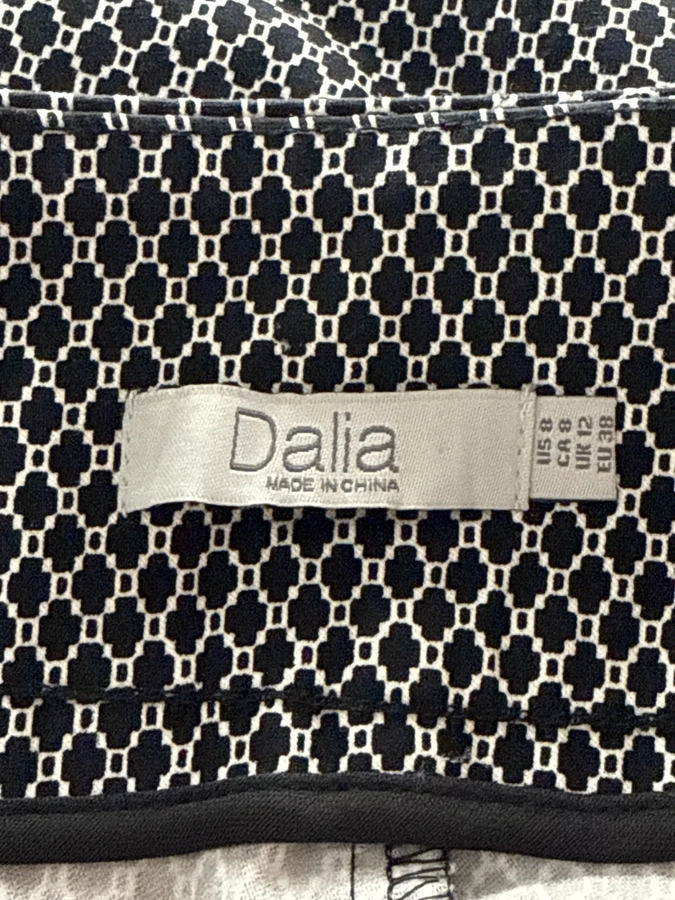 Dalia
MADE IN CHINA
US 8
CA 8
UK 12
EU 38